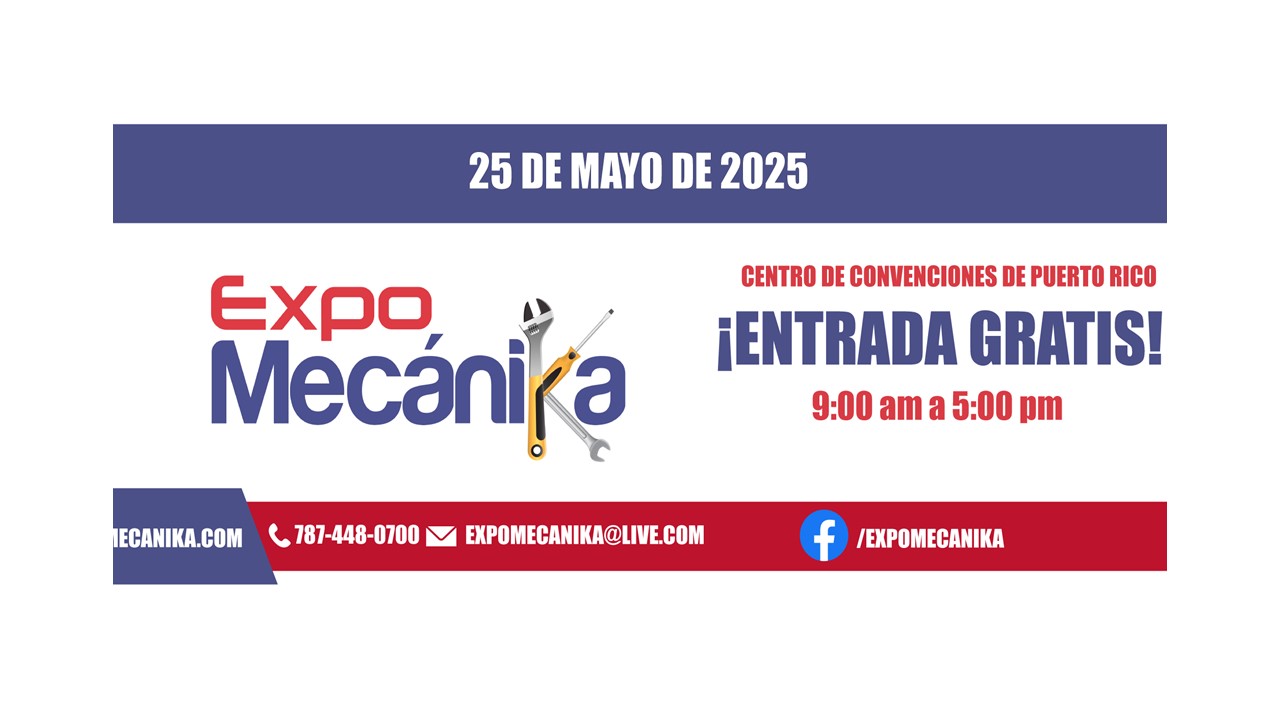 25 DE MAYO DE 2025
Expo
Mecánika
CENTRO DE CONVENCIONES DE PUERTO RICO
¡ENTRADA GRATIS!
9:00 am a 5:00 pm
MECANIKA.COM
787-448-0700
EXPOMECANIKA@LIVE.COM
/EXPOMECANIKA